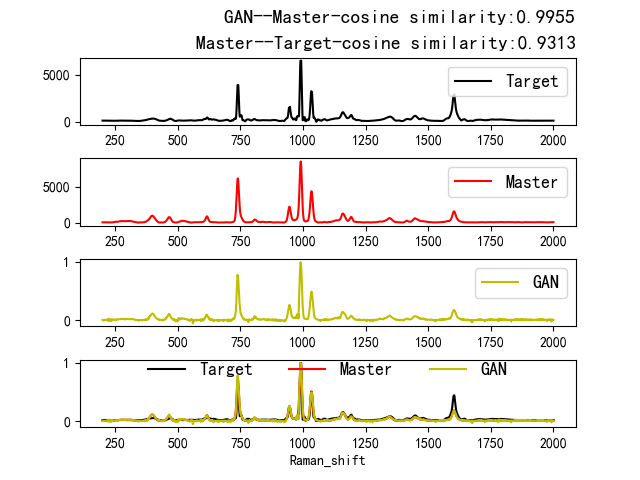 GAN--Master-cosine similarity:0.9955
Master--Target-cosine similarity:0.9313
5000
0
Target
250 500 750 1000 1250 1500 1750 2000
5000
0
Master
250 500 750 1000 1250 1500 1750 2000
1
0
GAN
250 500 750 1000 1250 1500 1750 2000
1
0
Target Master GAN
250 500 750 1000 1250 1500 1750 2000
Raman_shift